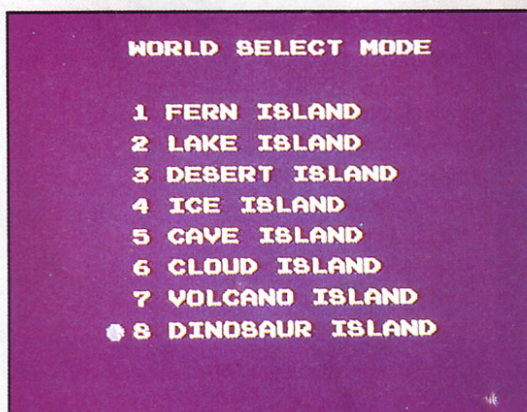 WORLD SELECT MODE
1 FERN ISLAND
2 LAKE ISLAND
3 DESERT ISLAND
4 ICE ISLAND
5 CAVE ISLAND
6 CLOUD ISLAND
7 VOLCANO ISLAND
8 DINOSAUR ISLAND